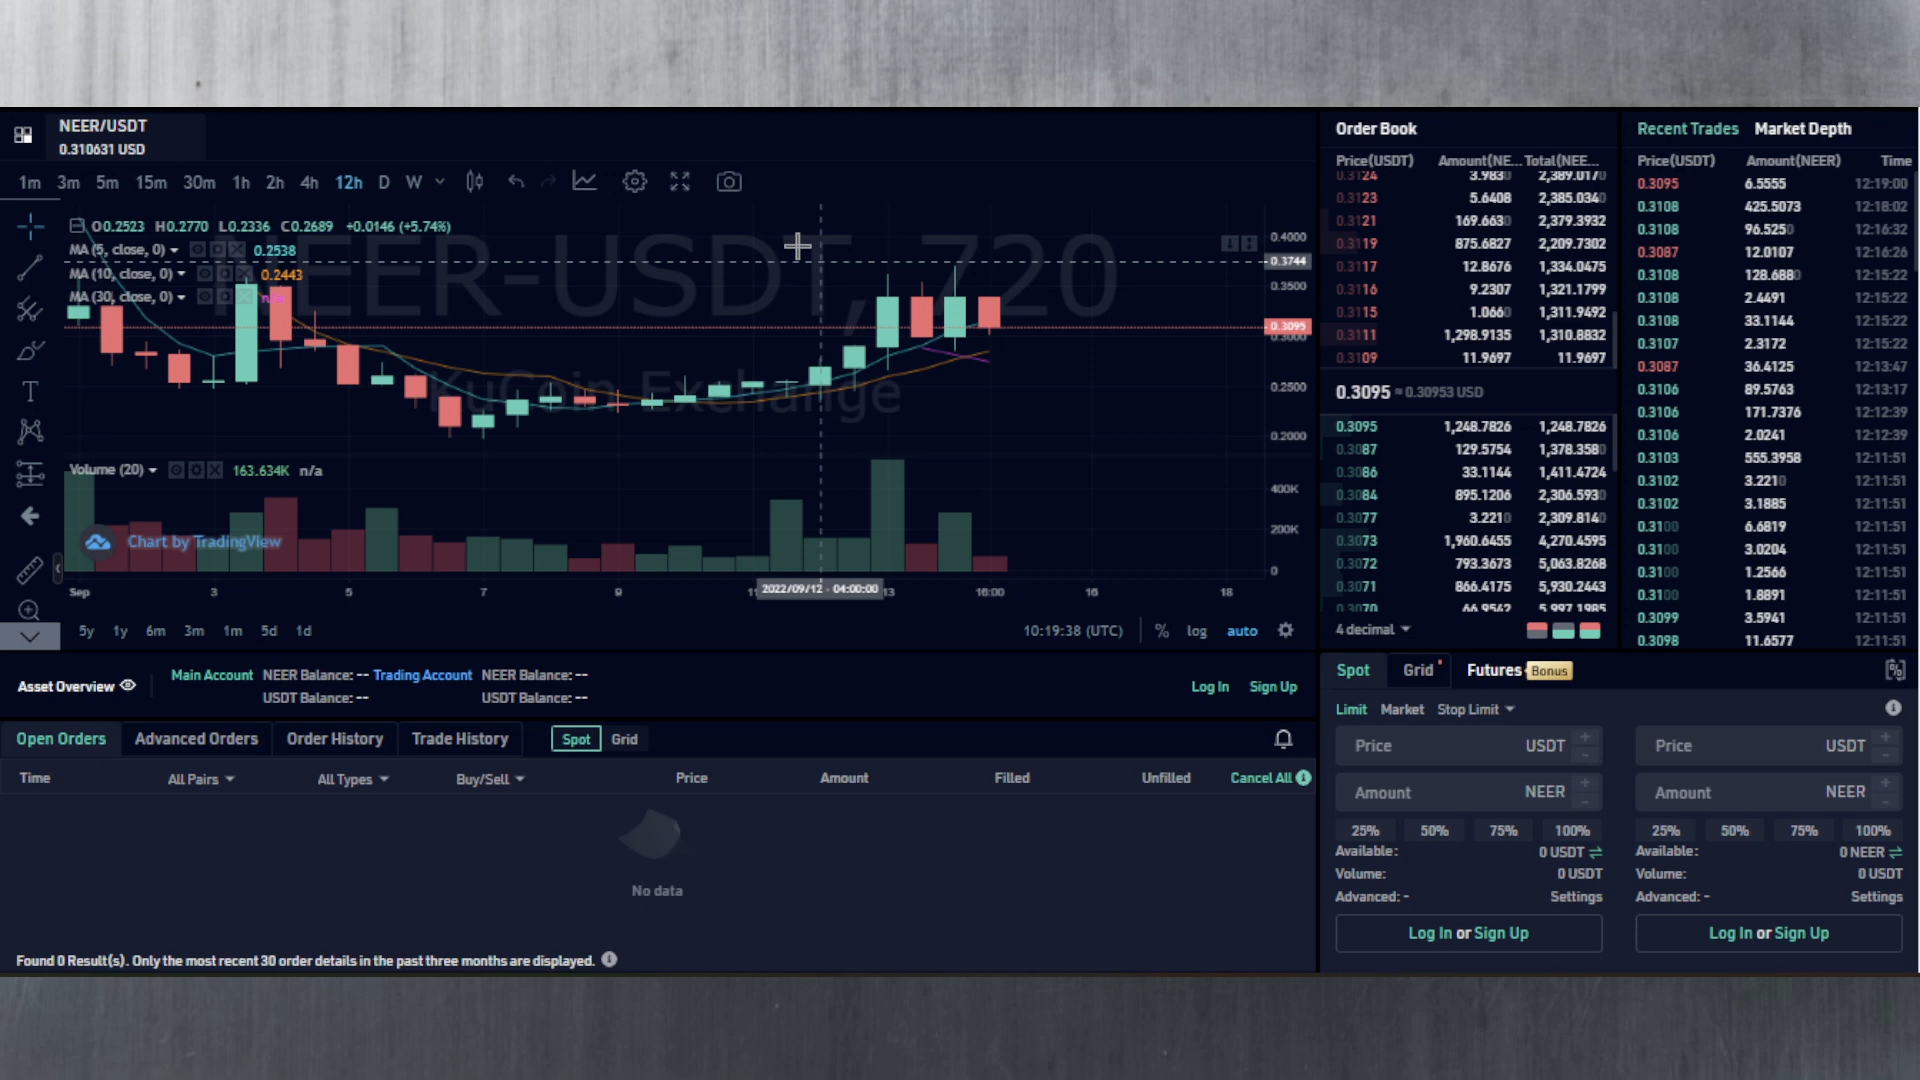 NEER/USDT
0.310631 USD
1m 3m 5m 15m 30m 1h 2h 4h 12h D W
O0.2523 H0.2770 L0.2336 C0.2689 +0.0146 (+5.74%)
MA (5, close, 0) 0.2538
MA (10, close, 0) 0.2443
MA (30, close, 0) n/a
NEER-USDT, 720
KuCoin Exchange
0.4000
0.3744
0.3500
0.3095
0.3000
0.2500
0.2000
Volume (20) 163.634K n/a
400K
200K
0
Chart by TradingView
Sep 3 5 7 9 11 2022/09/12 - 04:00:00 13 16:00 16 18
5y 1y 6m 3m 1m 5d 1d
10:19:38 (UTC) % log auto
Order Book
Price(USDT) Amount(NE... Total(NEE...
0.3124 3.9830 2,389.0170
0.3123 5.6408 2,385.0340
0.3121 169.6630 2,379.3932
0.3119 875.6827 2,209.7302
0.3117 12.8676 1,334.0475
0.3116 9.2307 1,321.1799
0.3115 1.0660 1,311.9492
0.3111 1,298.9135 1,310.8832
0.3109 11.9697 11.9697
0.3095 ≈ 0.30953 USD
0.3095 1,248.7826 1,248.7826
0.3087 129.5754 1,378.3580
0.3086 33.1144 1,411.4724
0.3084 895.1206 2,306.5930
0.3077 3.2210 2,309.8140
0.3073 1,960.6455 4,270.4595
0.3072 793.3673 5,063.8268
0.3071 866.4175 5,930.2443
0.3070 66.9542 5,997.1985
4 decimal
Recent Trades Market Depth
Price(USDT) Amount(NEER) Time
0.3095 6.5555 12:19:00
0.3108 425.5073 12:18:02
0.3108 96.5250 12:16:32
0.3087 12.0107 12:16:26
0.3108 128.6880 12:15:22
0.3108 2.4491 12:15:22
0.3108 33.1144 12:15:22
0.3107 2.3172 12:15:22
0.3087 36.4125 12:13:47
0.3106 89.5763 12:13:17
0.3106 171.7376 12:12:39
0.3106 2.0241 12:12:39
0.3103 555.3958 12:11:51
0.3102 3.2210 12:11:51
0.3102 3.1885 12:11:51
0.3100 6.6819 12:11:51
0.3100 3.0204 12:11:51
0.3100 1.2566 12:11:51
0.3100 1.8891 12:11:51
0.3099 3.5941 12:11:51
0.3098 11.6577 12:11:51
Asset Overview
Main Account NEER Balance: -- Trading Account NEER Balance: --
USDT Balance: -- USDT Balance: --
Log In Sign Up
Open Orders Advanced Orders Order History Trade History Spot Grid
Time All Pairs All Types Buy/Sell Price Amount Filled Unfilled Cancel All
No data
Found 0 Result(s). Only the most recent 30 order details in the past three months are displayed.
Spot Grid Futures Bonus
Limit Market Stop Limit
Price USDT + - Price USDT + -
Amount NEER + - Amount NEER + -
25% 50% 75% 100% 25% 50% 75% 100%
Available: 0 USDT Available: 0 NEER
Volume: 0 USDT Volume: 0 USDT
Advanced: - Settings Advanced: - Settings
Log In or Sign Up Log In or Sign Up